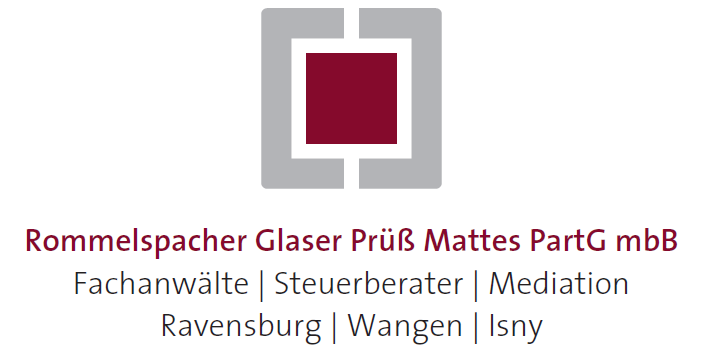 Rommelspacher Glaser Prüß Mattes PartG mbB
Fachanwälte | Steuerberater | Mediation
Ravensburg | Wangen | Isny